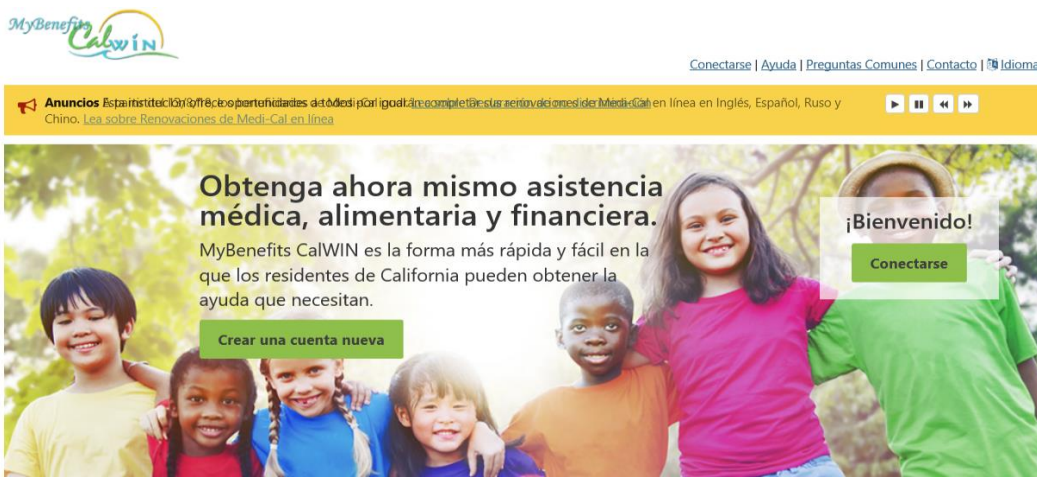 MyBenefits CalWIN
Conectarse | Ayuda | Preguntas Comunes | Contacto | Idioma
Anuncios en línea en Inglés, Español, Ruso y
Chino. Lea sobre Renovaciones de Medi-Cal en línea
Obtenga ahora mismo asistencia
médica, alimentaria y financiera.
MyBenefits CalWIN es la forma más rápida y fácil en la
que los residentes de California pueden obtener la
ayuda que necesitan.
Crear una cuenta nueva
¡Bienvenido!
Conectarse